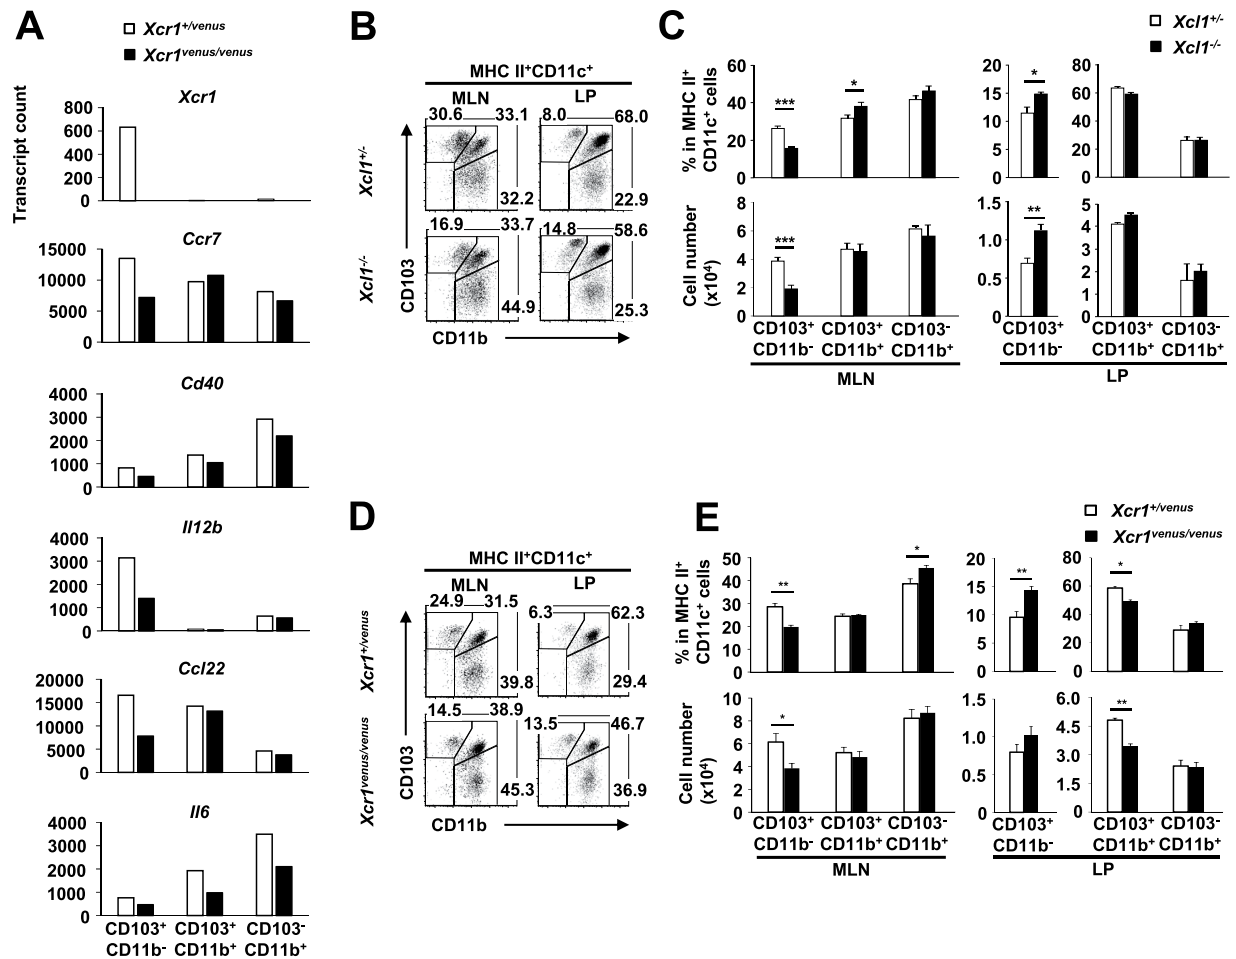 A
Xcr1+/venus
Xcr1venus/venus
Transcript count
Xcr1
800
600
400
200
0
Ccr7
15000
10000
5000
0
Cd40
4000
3000
2000
1000
0
Il12b
4000
3000
2000
1000
0
Ccl22
20000
15000
10000
5000
0
Il6
4000
3000
2000
1000
0
CD103+ CD103+ CD103-
CD11b- CD11b+ CD11b+
B
MHC II+CD11c+
MLN LP
30.6 33.1 8.0 68.0
Xcl1+/-
32.2 22.9
16.9 33.7 14.8 58.6
Xcl1-/-
44.9 25.3
CD103
CD11b
C
Xcl1+/-
Xcl1-/-
% in MHC II+
CD11c+ cells
60
40
20
0
***
*
20
15
10
5
0
*
80
60
40
20
0
Cell number
(x104)
8
6
4
2
0
***
1.5
1.0
0.5
0
**
5
4
3
2
1
0
CD103+ CD103+ CD103- CD103+ CD103+ CD103-
CD11b- CD11b+ CD11b+ CD11b- CD11b+ CD11b+
MLN LP
D
MHC II+CD11c+
MLN LP
24.9 31.5 6.3 62.3
Xcr1+/venus
39.8 29.4
14.5 38.9 13.5 46.7
Xcr1venus/venus
45.3 36.9
CD103
CD11b
E
Xcr1+/venus
Xcr1venus/venus
% in MHC II+
CD11c+ cells
50
40
30
20
10
0
**
*
20
15
10
5
0
**
80
60
40
20
0
*
Cell number
(x104)
10
8
6
4
2
0
*
1.5
1.0
0.5
0
6.0
4.5
3.0
1.5
0
**
CD103+ CD103+ CD103- CD103+ CD103+ CD103-
CD11b- CD11b+ CD11b+ CD11b- CD11b+ CD11b+
MLN LP